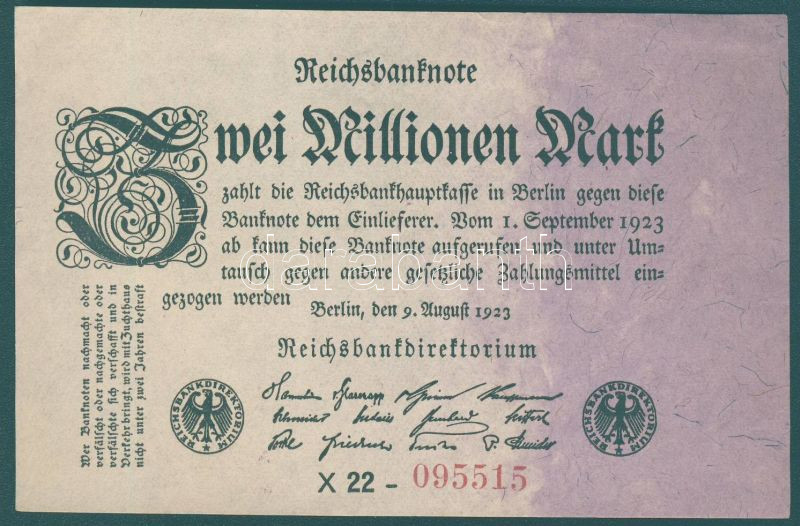 Reichsbanknote
Zwei Millionen Mark
zahlt die Reichsbankhauptkasse in Berlin gegen diese
Banknote dem Einlieferer. Vom 1. September 1923
ab kann diese Banknote aufgerufen und unter Um-
tausch gegen andere gesetzliche Zahlungsmittel ein-
gezogen werden
Berlin, den 9. August 1923
Reichsbankdirektorium
Wer Banknoten nachmacht oder
verfälscht oder nachgemachte oder
verfälschte sich verschafft und in
Verkehr bringt, wird mit Zuchthaus
nicht unter zwei Jahren bestraft
REICHSBANKDIREKTORIUM
REICHSBANKDIREKTORIUM
X 22 - 095515
darabanth